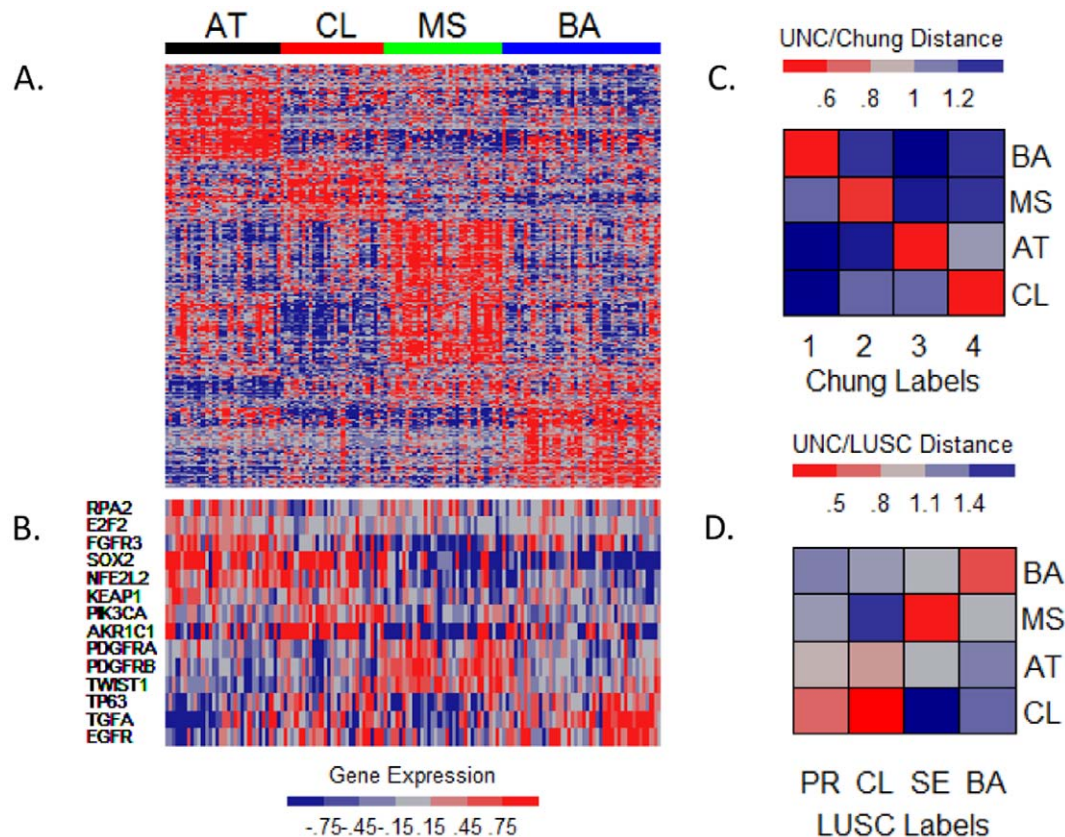 AT CL MS BA
A.
B.
RPA2
E2F2
FGFR3
SOX2
NFE2L2
KEAP1
PIK3CA
AKR1C1
PDGFRA
PDGFRB
TWIST1
TP63
TGFA
EGFR
Gene Expression
-.75-.45-.15 .15 .45 .75
C.
UNC/Chung Distance
.6 .8 1 1.2
BA
MS
AT
CL
1 2 3 4
Chung Labels
UNC/LUSC Distance
.5 .8 1.1 1.4
D.
BA
MS
AT
CL
PR CL SE BA
LUSC Labels